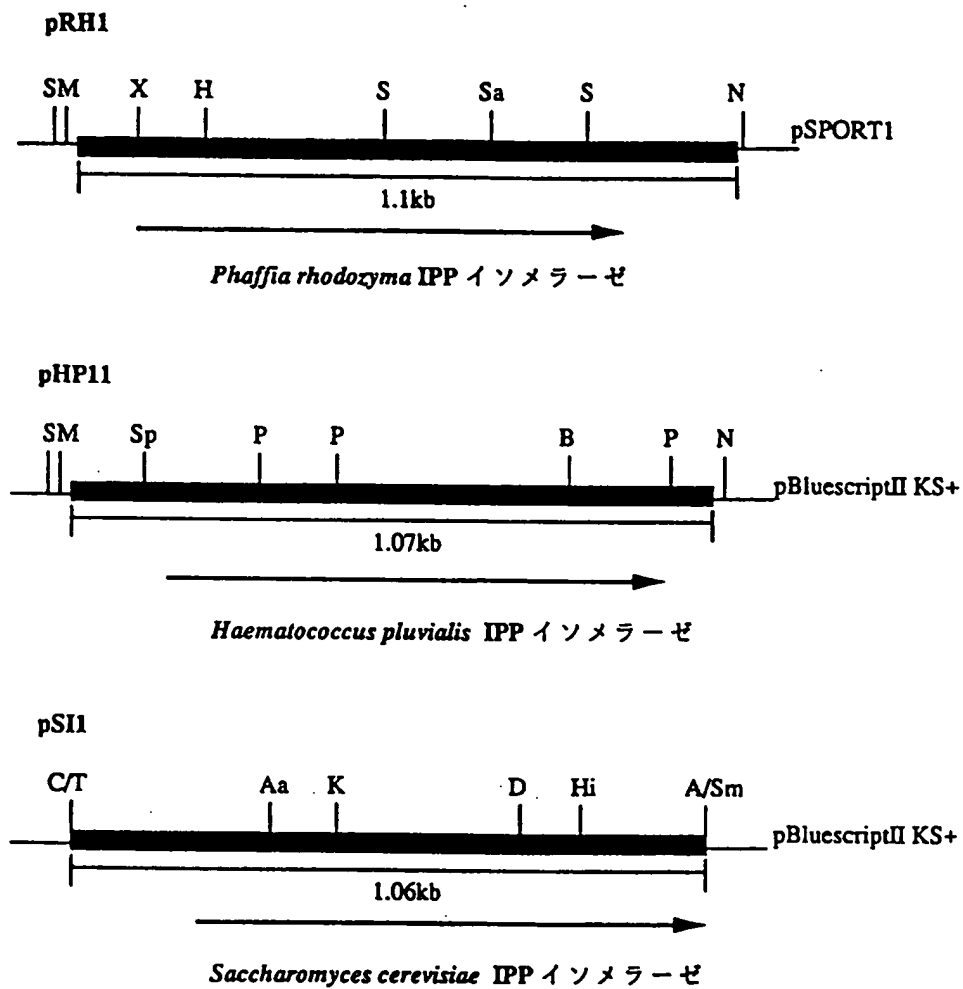 pRH1
SM X H S Sa S N
pSPORT1
1.1kb
Phaffia rhodozyma IPP イソメラーゼ
pHP11
SM Sp P P B P N
pBluescriptII KS+
1.07kb
Haematococcus pluvialis IPP イソメラーゼ
pSI1
C/T Aa K D Hi A/Sm
pBluescriptII KS+
1.06kb
Saccharomyces cerevisiae IPP イソメラーゼ